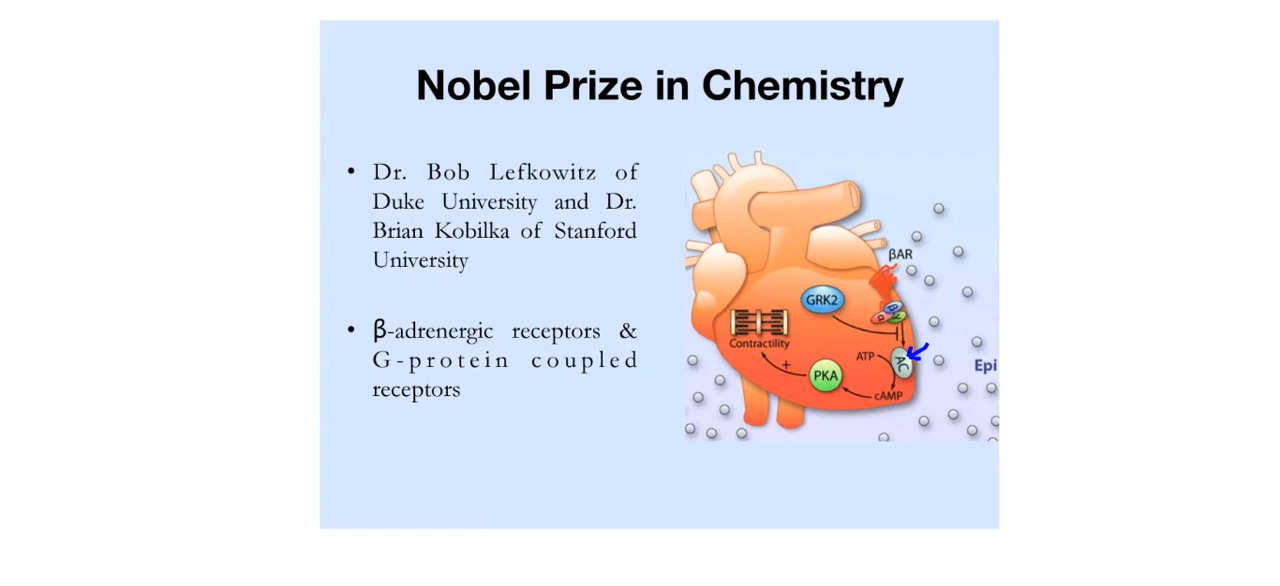 Nobel Prize in Chemistry
• Dr. Bob Lefkowitz of
Duke University and Dr.
Brian Kobilka of Stanford
University
• β-adrenergic receptors &
G-protein coupled
receptors
βAR
GRK2
Contractility
ATP
AC
+
PKA
cAMP
Epi